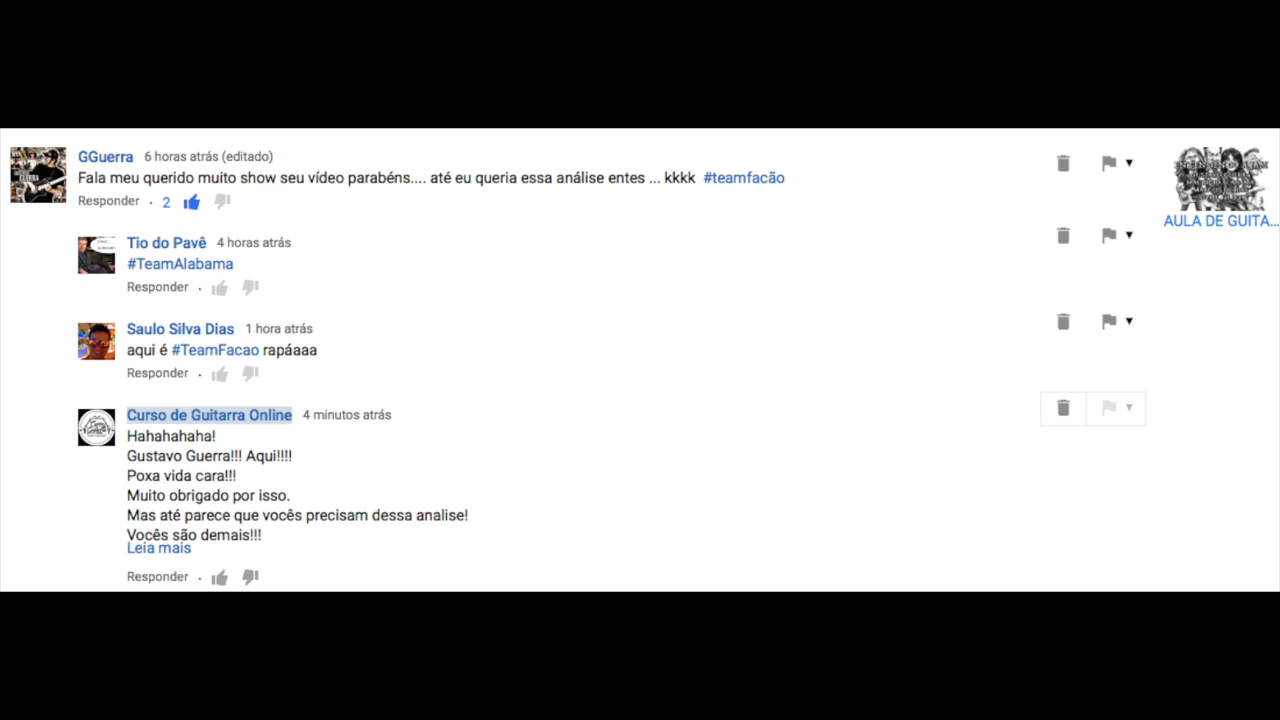 GGuerra 6 horas atrás (editado)
Fala meu querido muito show seu vídeo parabéns.... até eu queria essa análise entes ... kkkk #teamfacão
Responder · 2
AULA DE GUITA...
Tio do Pavê 4 horas atrás
#TeamAlabama
Responder ·
Saulo Silva Dias 1 hora atrás
aqui é #TeamFacao rapáaaa
Responder ·
Curso de Guitarra Online 4 minutos atrás
Hahahahaha!
Gustavo Guerra!!! Aqui!!!!
Poxa vida cara!!!
Muito obrigado por isso.
Mas até parece que vocês precisam dessa analise!
Vocês são demais!!!
Leia mais
Responder ·